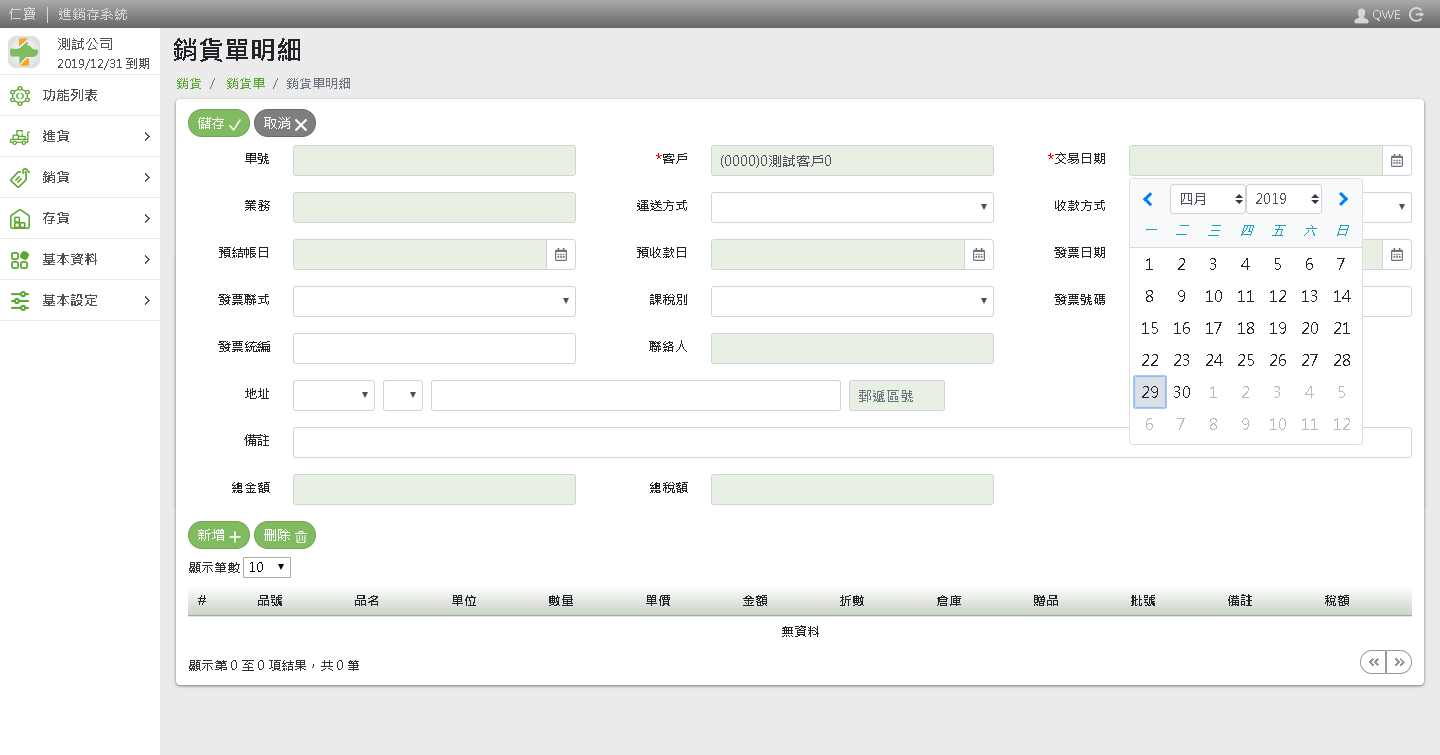 仁寶 進銷存系統 QWE
測試公司
2019/12/31 到期
功能列表
進貨
銷貨
存貨
基本資料
基本設定
銷貨單明細
銷貨 / 銷貨單 / 銷貨單明細
儲存 取消
單號 *客戶 (0000)0測試客戶0 *交易日期
業務 運送方式 收款方式
預結帳日 預收款日 發票日期
發票聯式 課稅別 發票號碼
發票統編 聯絡人
地址 郵遞區號
備註
總金額 總稅額
四月 2019
一 二 三 四 五 六 日
1 2 3 4 5 6 7
8 9 10 11 12 13 14
15 16 17 18 19 20 21
22 23 24 25 26 27 28
29 30 1 2 3 4 5
6 7 8 9 10 11 12
新增 刪除
顯示筆數 10
# 品號 品名 單位 數量 單價 金額 折數 倉庫 贈品 批號 備註 稅額
無資料
顯示第 0 至 0 項結果，共 0 筆